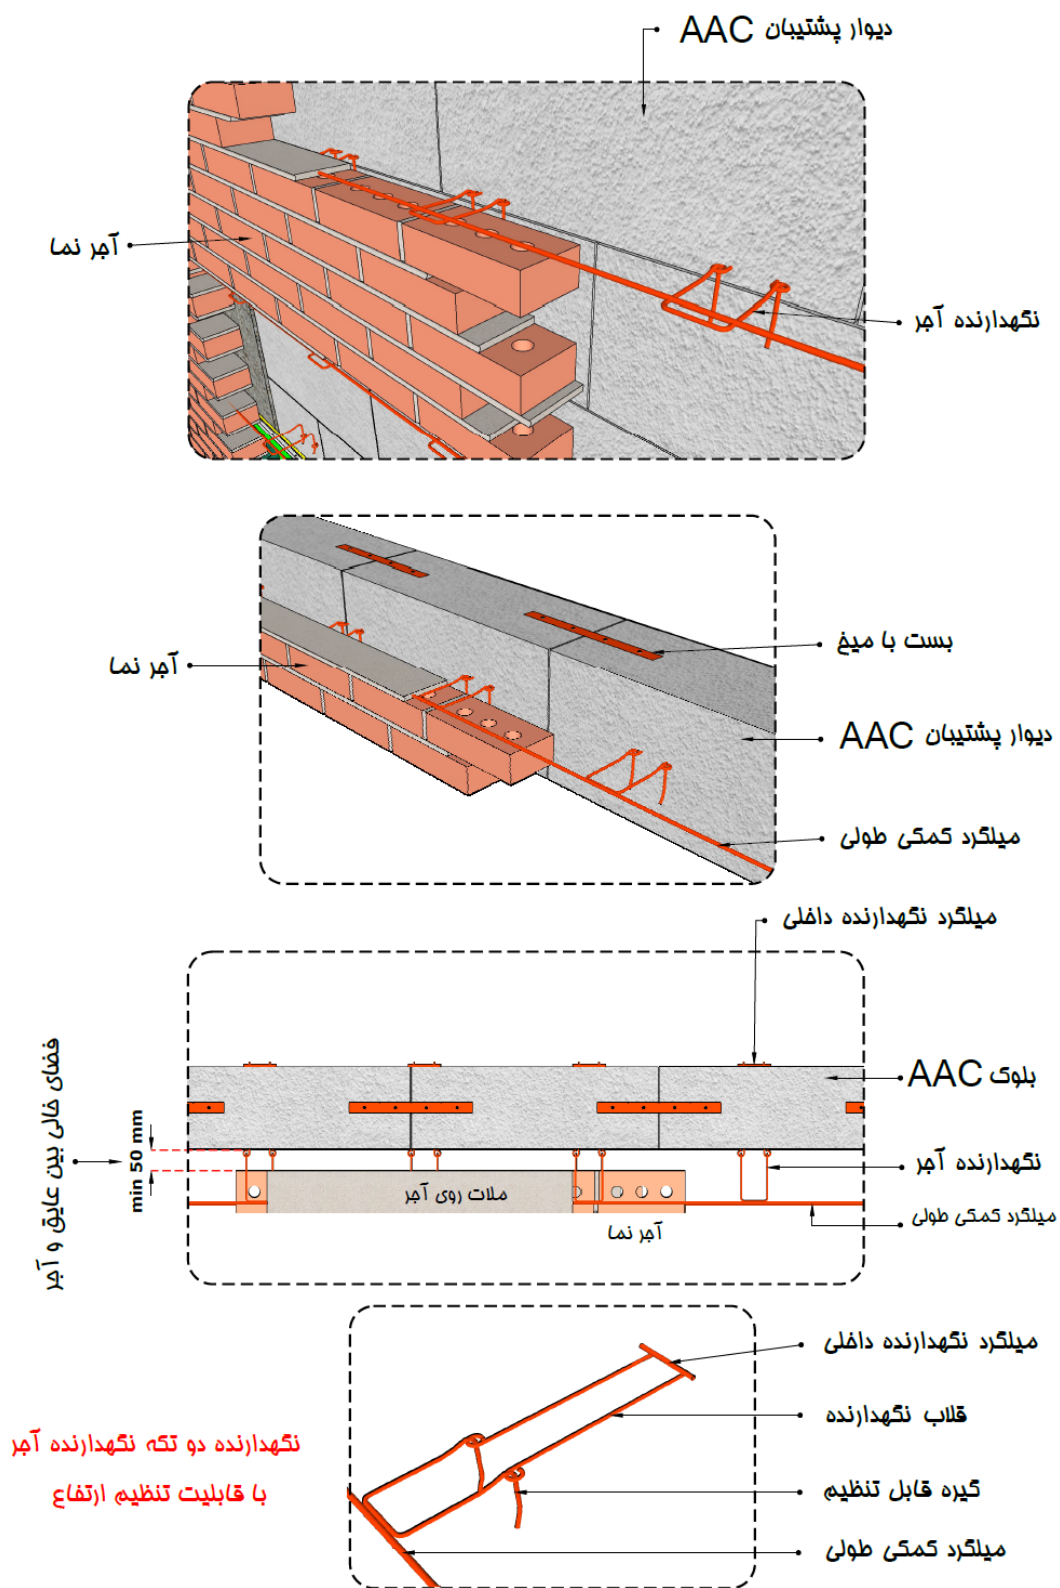 دیوار پشتیبان AAC
آجر نما
نگهدارنده آجر
بست با میخ
آجر نما
دیوار پشتیبان AAC
میلگرد کمکی طولی
میلگرد نگهدارنده داخلی
فضای خالی بین عایق و آجر
min 50 mm
بلوک AAC
نگهدارنده آجر
ملات روی آجر
میلگرد کمکی طولی
آجر نما
میلگرد نگهدارنده داخلی
قلاب نگهدارنده
نگهدارنده دو تکه نگهدارنده آجر
با قابلیت تنظیم ارتفاع
گیره قابل تنظیم
میلگرد کمکی طولی